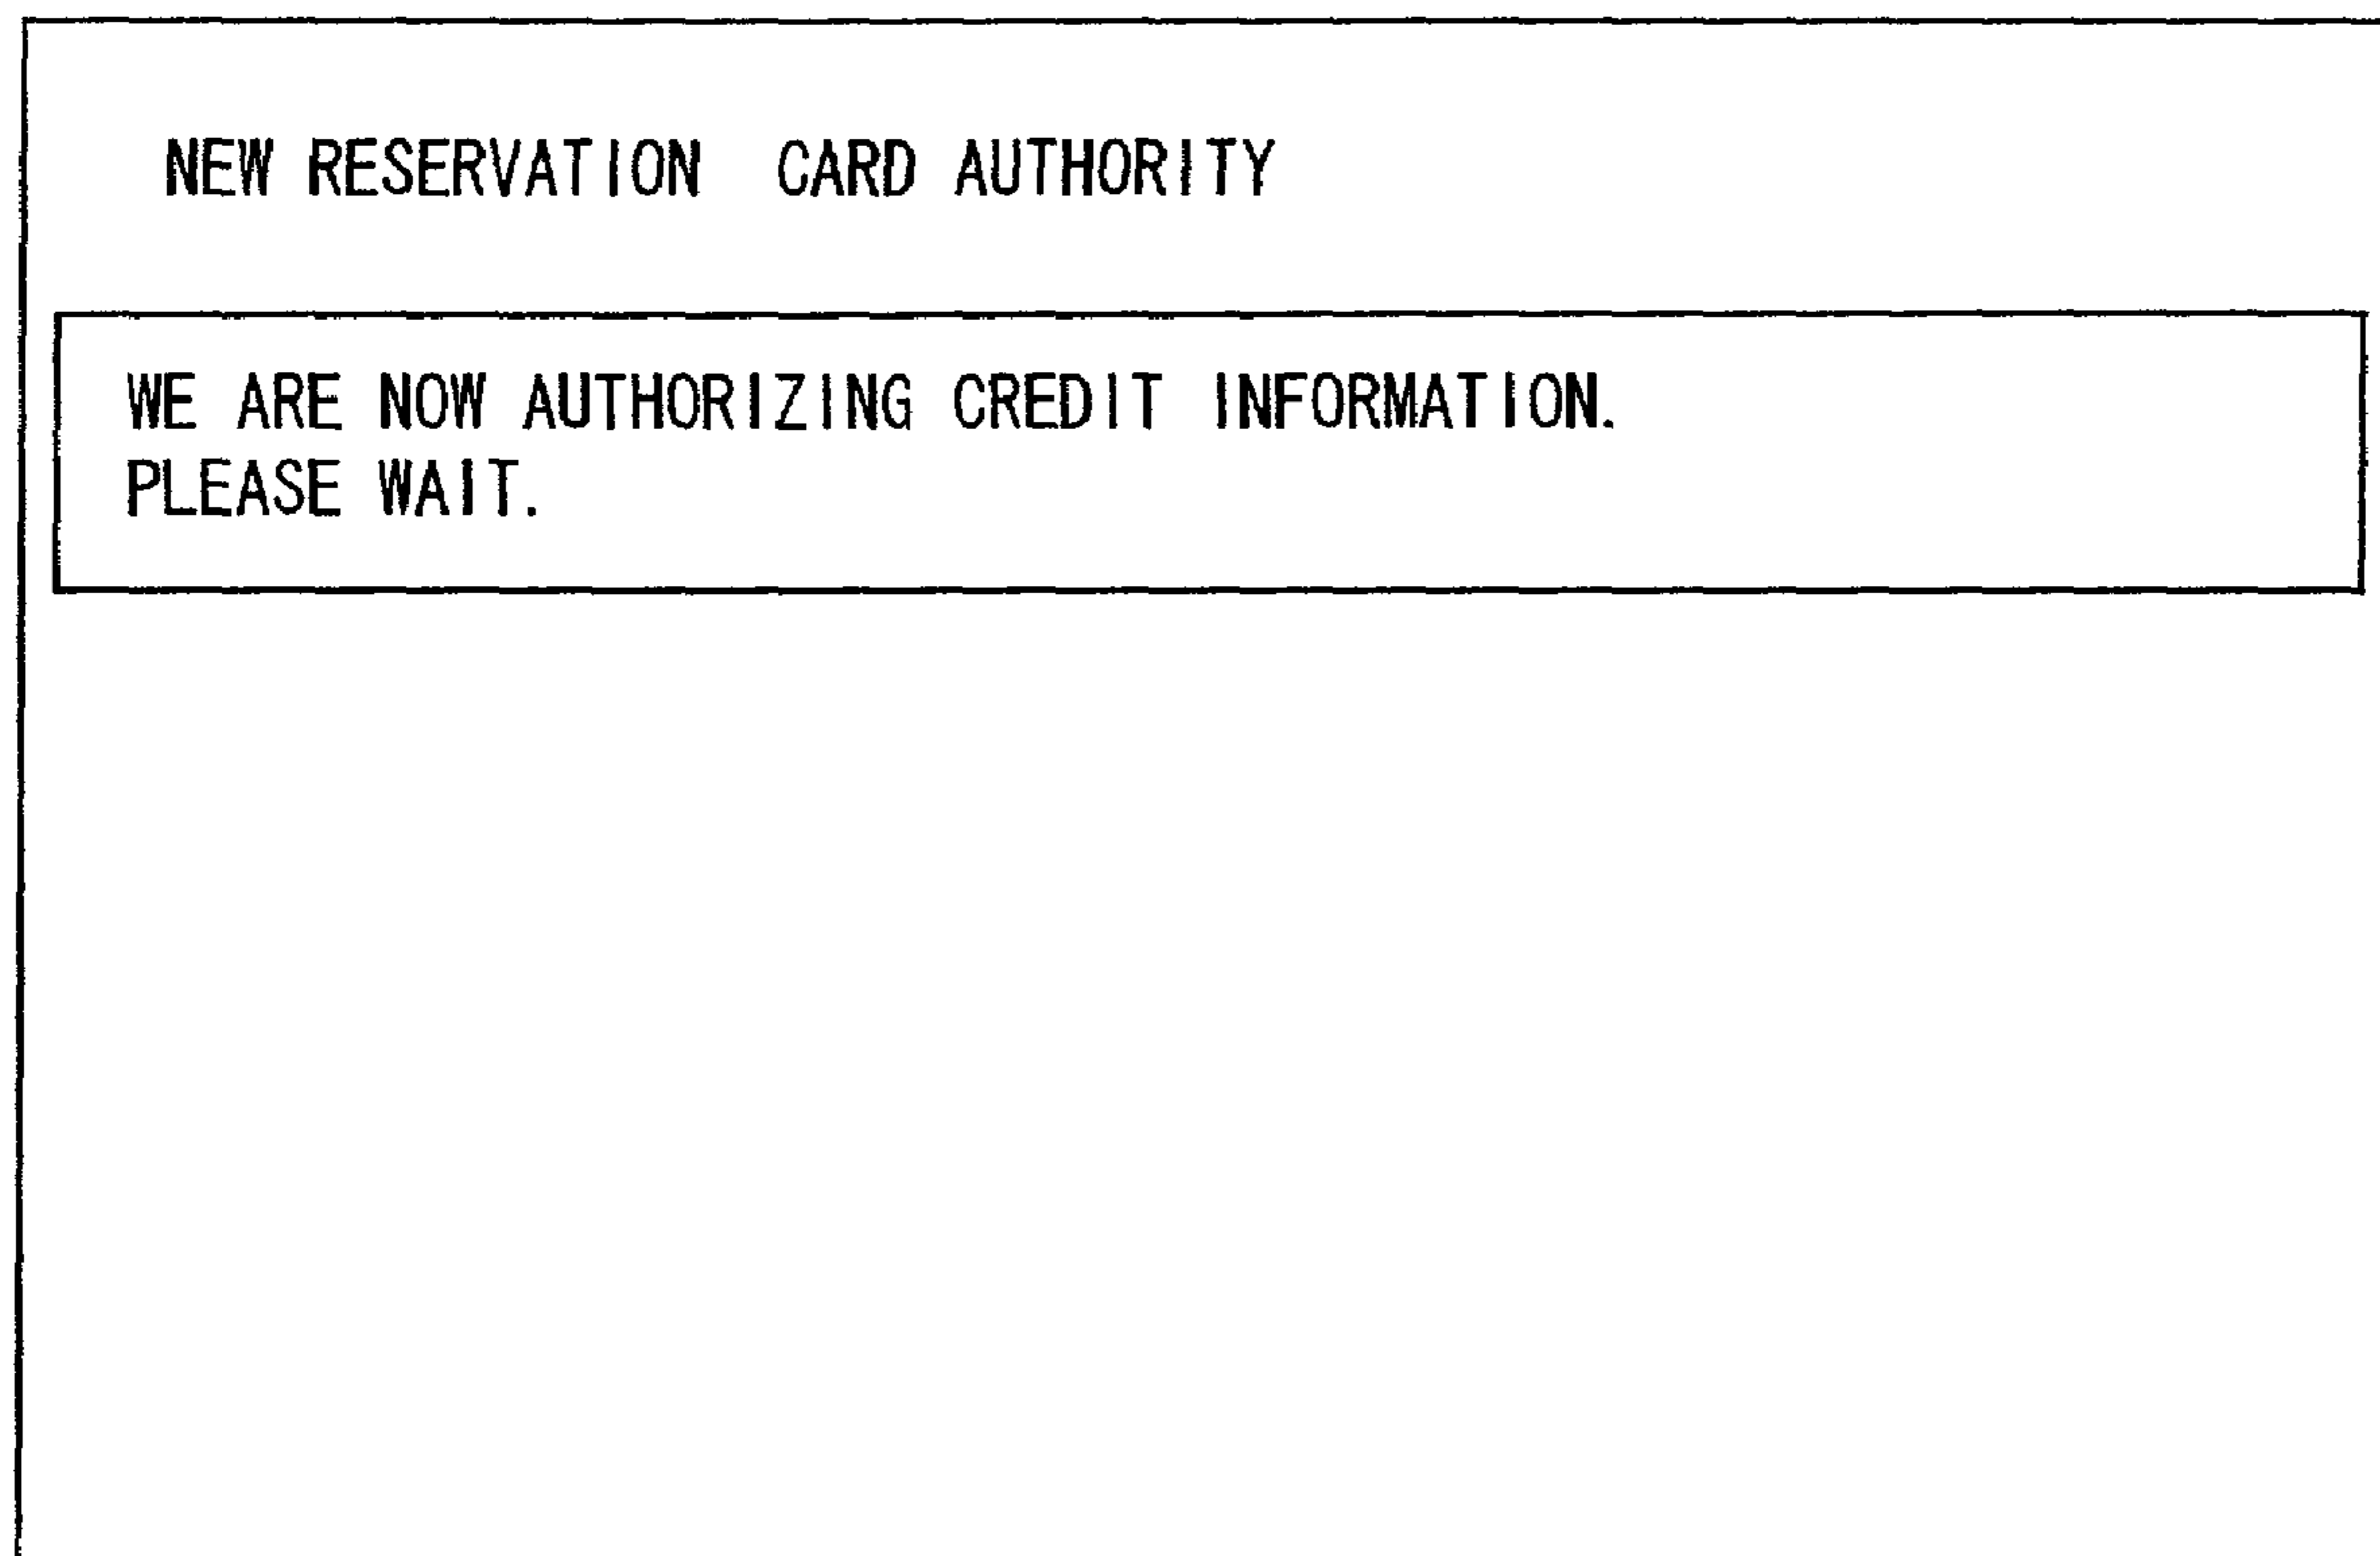 NEW RESERVATION CARD AUTHORITY
WE ARE NOW AUTHORIZING CREDIT INFORMATION.
PLEASE WAIT.